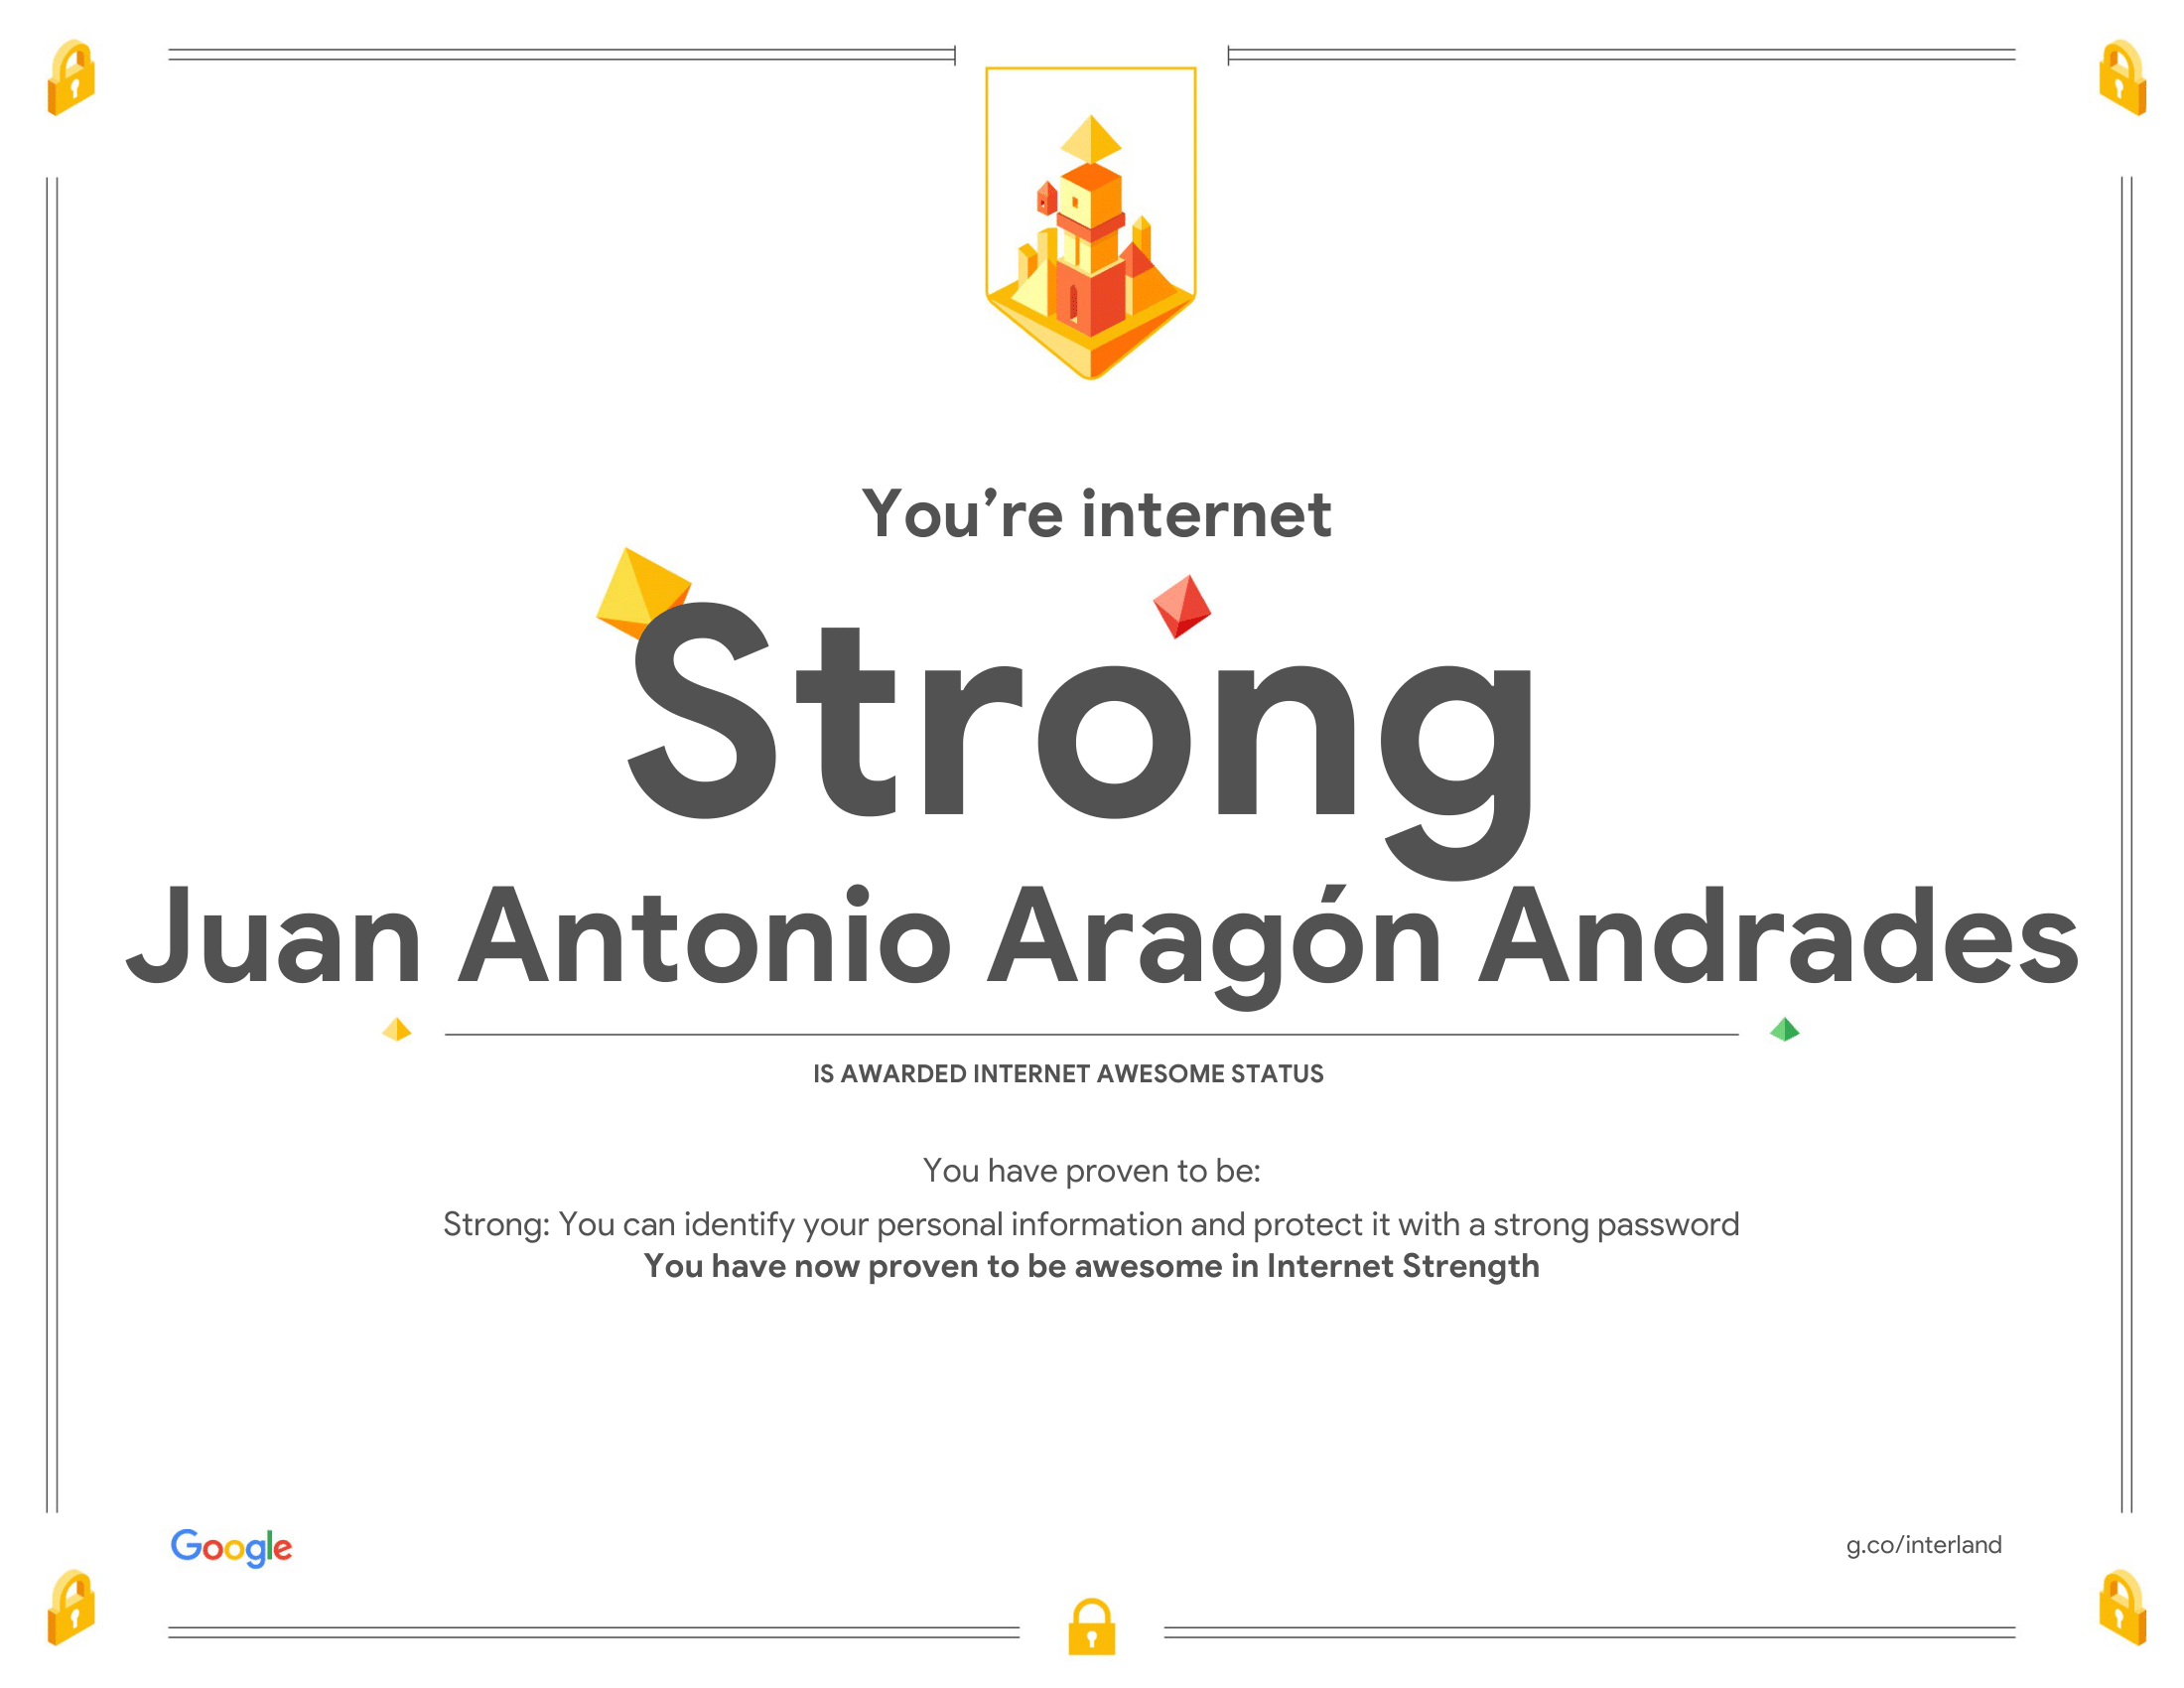 You’re internet
Strong
Juan Antonio Aragón Andrades
IS AWARDED INTERNET AWESOME STATUS
You have proven to be:
Strong: You can identify your personal information and protect it with a strong password
You have now proven to be awesome in Internet Strength
Google
g.co/interland